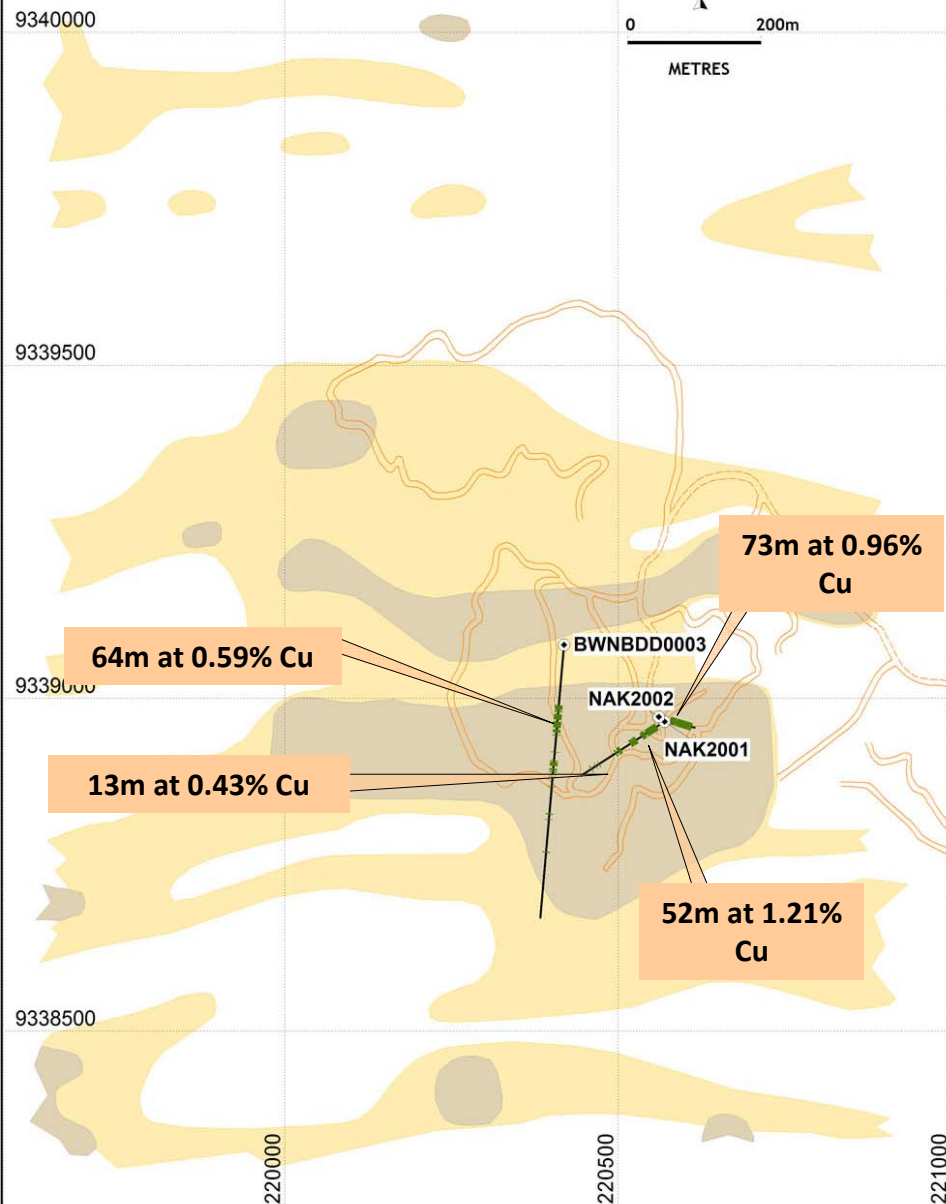 9340000
0 200m
METRES
9339500
73m at 0.96%
Cu
BWNBDD0003
64m at 0.59% Cu
9339000
NAK2002
NAK2001
13m at 0.43% Cu
52m at 1.21%
Cu
9338500
220000
220500
221000